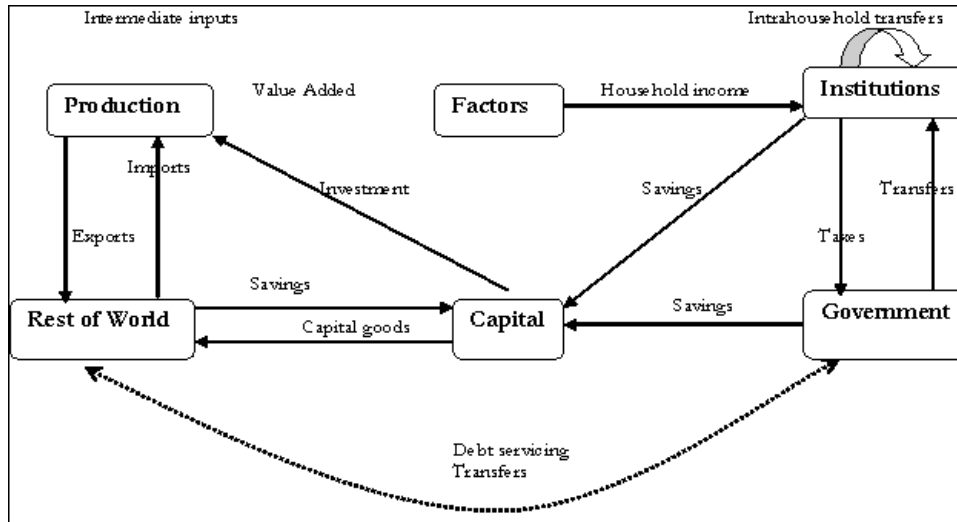 Intermediate inputs
Intrahousehold transfers
Production
Value Added
Factors
Household income
Institutions
Imports
Investment
Savings
Transfers
Exports
Taxes
Rest of World
Savings
Capital goods
Capital
Savings
Government
Debt servicing
Transfers